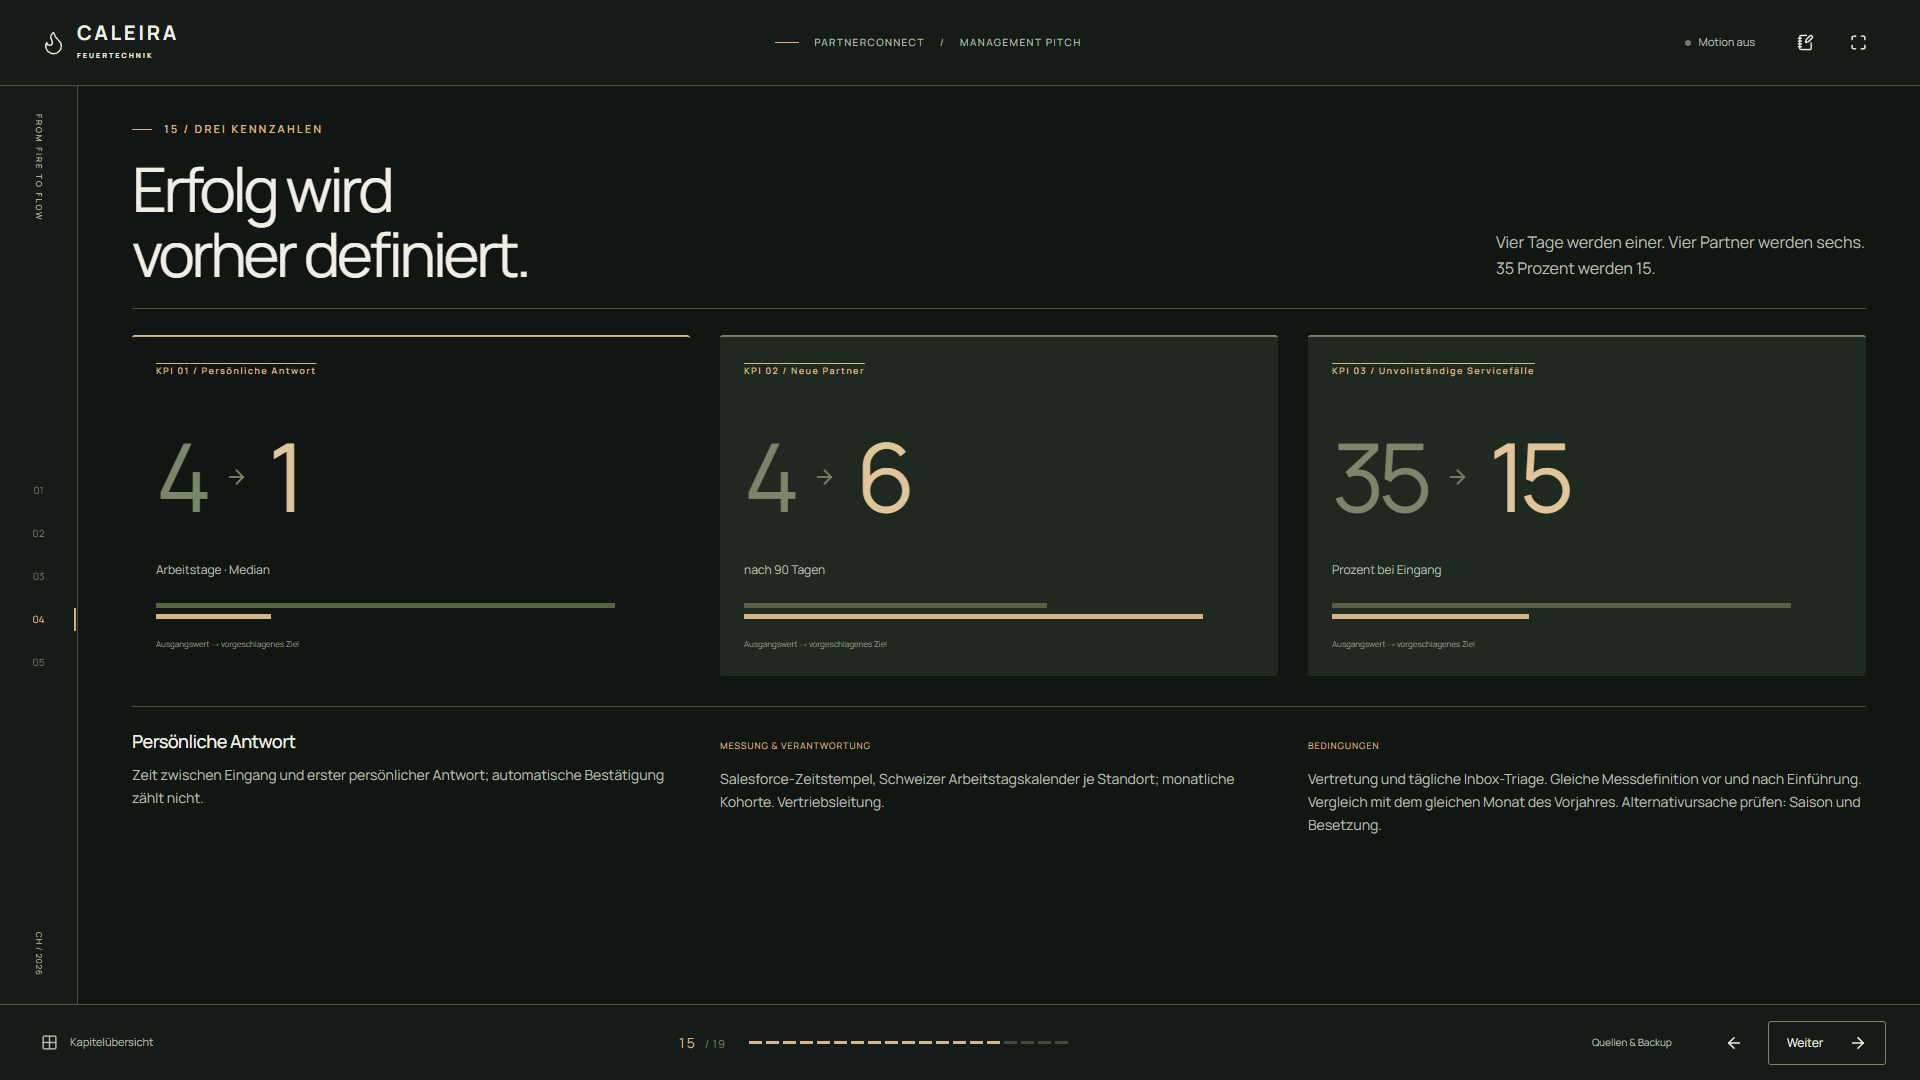 CALEIRA
FEUERTECHNIK
PARTNERCONNECT / MANAGEMENT PITCH
Motion aus
FROM FIRE TO FLOW
01
02
03
04
05
CH / 2026
15 / DREI KENNZAHLEN
Erfolg wird
vorher definiert.
Vier Tage werden einer. Vier Partner werden sechs.
35 Prozent werden 15.
KPI 01 / Persönliche Antwort
4 → 1
Arbeitstage · Median
Ausgangswert → vorgeschlagenes Ziel
KPI 02 / Neue Partner
4 → 6
nach 90 Tagen
Ausgangswert → vorgeschlagenes Ziel
KPI 03 / Unvollständige Servicefälle
35 → 15
Prozent bei Eingang
Ausgangswert → vorgeschlagenes Ziel
Persönliche Antwort
Zeit zwischen Eingang und erster persönlicher Antwort; automatische Bestätigung
zählt nicht.
MESSUNG & VERANTWORTUNG
Salesforce-Zeitstempel, Schweizer Arbeitstagskalender je Standort; monatliche
Kohorte. Vertriebsleitung.
BEDINGUNGEN
Vertretung und tägliche Inbox-Triage. Gleiche Messdefinition vor und nach Einführung.
Vergleich mit dem gleichen Monat des Vorjahres. Alternativursache prüfen: Saison und
Besetzung.
Kapitelübersicht
15 / 19
Quellen & Backup
Weiter